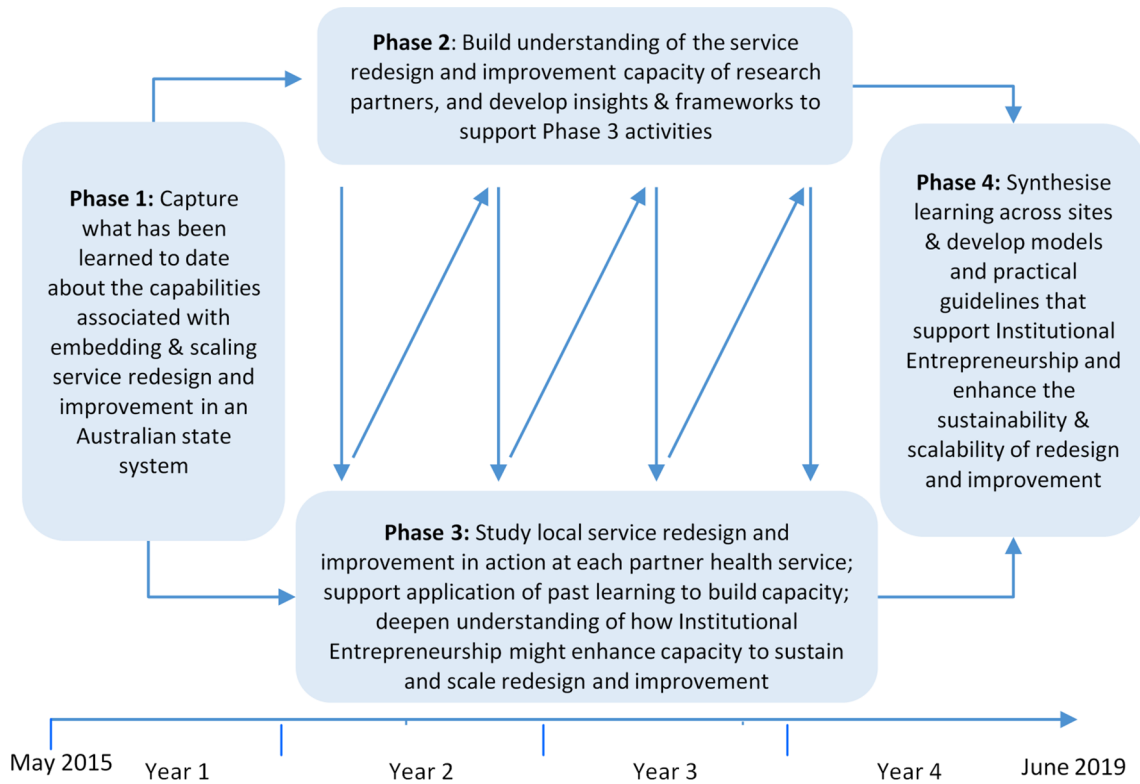 Phase 2: Build understanding of the service
redesign and improvement capacity of research
partners, and develop insights & frameworks to
support Phase 3 activities
Phase 1: Capture
what has been
learned to date
about the capabilities
associated with
embedding & scaling
service redesign and
improvement in an
Australian state
system
Phase 4: Synthesise
learning across sites
& develop models
and practical
guidelines that
support Institutional
Entrepreneurship and
enhance the
sustainability &
scalability of redesign
and improvement
Phase 3: Study local service redesign and
improvement in action at each partner health service;
support application of past learning to build capacity;
deepen understanding of how Institutional
Entrepreneurship might enhance capacity to sustain
and scale redesign and improvement
May 2015
Year 1
Year 2
Year 3
Year 4
June 2019